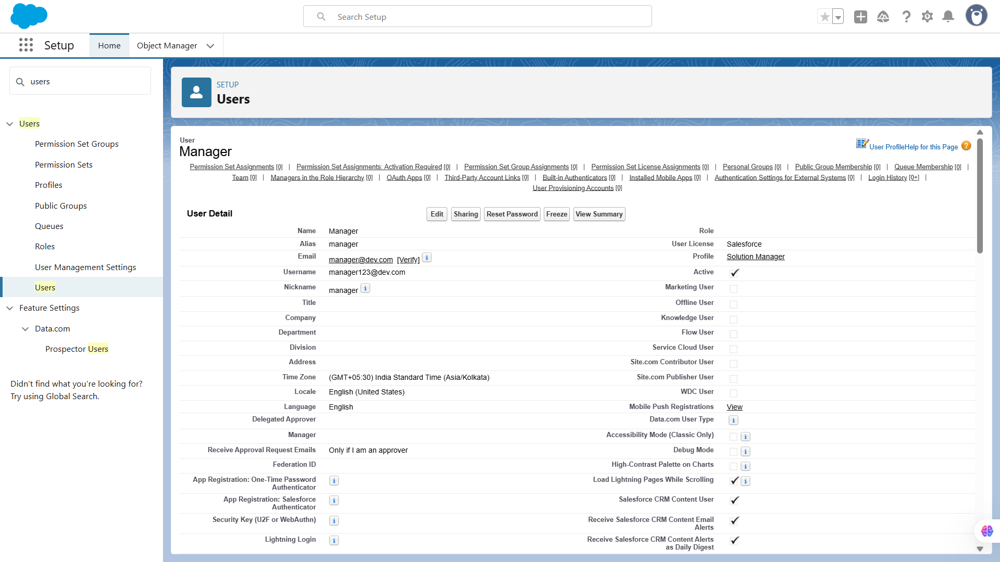 Search Setup
Setup
Home
Object Manager
users
Users
Permission Set Groups
Permission Sets
Profiles
Public Groups
Queues
Roles
User Management Settings
Users
Feature Settings
Data.com
Prospector Users
Didn't find what you're looking for?
Try using Global Search.
SETUP
Users
User
Manager
User Profile Help for this Page
Permission Set Assignments [0] | Permission Set Assignments: Activation Required [0] | Permission Set Group Assignments [0] | Permission Set License Assignments [0] | Personal Groups [0] | Public Group Membership [0] | Queue Membership [0] |
Team [0] | Managers in the Role Hierarchy [0] | OAuth Apps [0] | Third-Party Account Links [0] | Built-in Authenticators [0] | Installed Mobile Apps [0] | Authentication Settings for External Systems [0] | Login History [0+] |
User Provisioning Accounts [0]
User Detail
Edit Sharing Reset Password Freeze View Summary
Name Manager Role
Alias manager User License Salesforce
Email manager@dev.com [Verify] i Profile Solution Manager
Username manager123@dev.com Active
Nickname manager i Marketing User
Title Offline User
Company Knowledge User
Department Flow User
Division Service Cloud User
Address Site.com Contributor User
Time Zone (GMT+05:30) India Standard Time (Asia/Kolkata) Site.com Publisher User
Locale English (United States) WDC User
Language English Mobile Push Registrations View
Delegated Approver Data.com User Type i
Manager Accessibility Mode (Classic Only) i
Receive Approval Request Emails Only if I am an approver Debug Mode i
Federation ID High-Contrast Palette on Charts i
App Registration: One-Time Password
Authenticator i Load Lightning Pages While Scrolling i
App Registration: Salesforce
Authenticator i Salesforce CRM Content User
Security Key (U2F or WebAuthn) i Receive Salesforce CRM Content Email
Alerts
Lightning Login i Receive Salesforce CRM Content Alerts
as Daily Digest